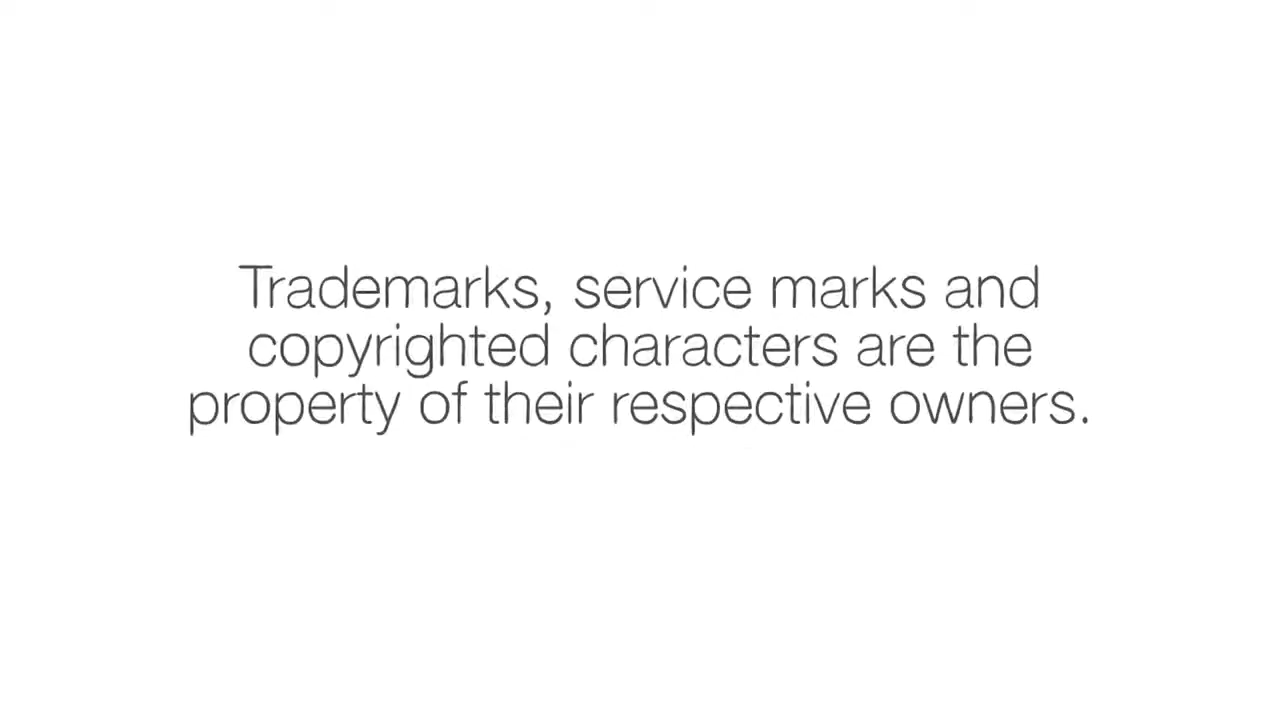 Trademarks, service marks and
copyrighted characters are the
property of their respective owners.